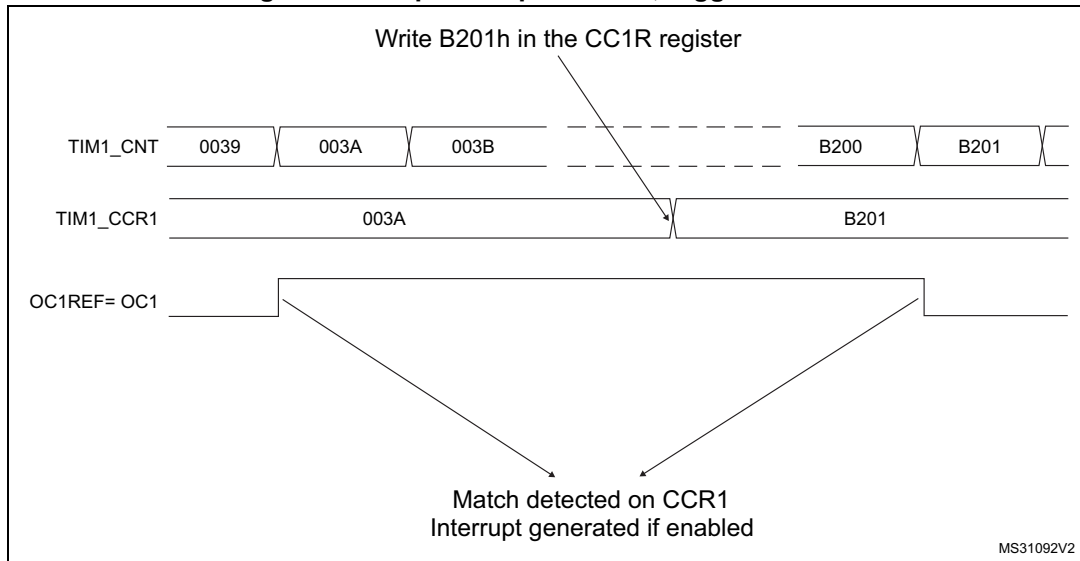 Write B201h in the CC1R register
TIM1_CNT 0039 003A 003B B200 B201
TIM1_CCR1 003A B201
OC1REF= OC1
Match detected on CCR1
Interrupt generated if enabled
MS31092V2